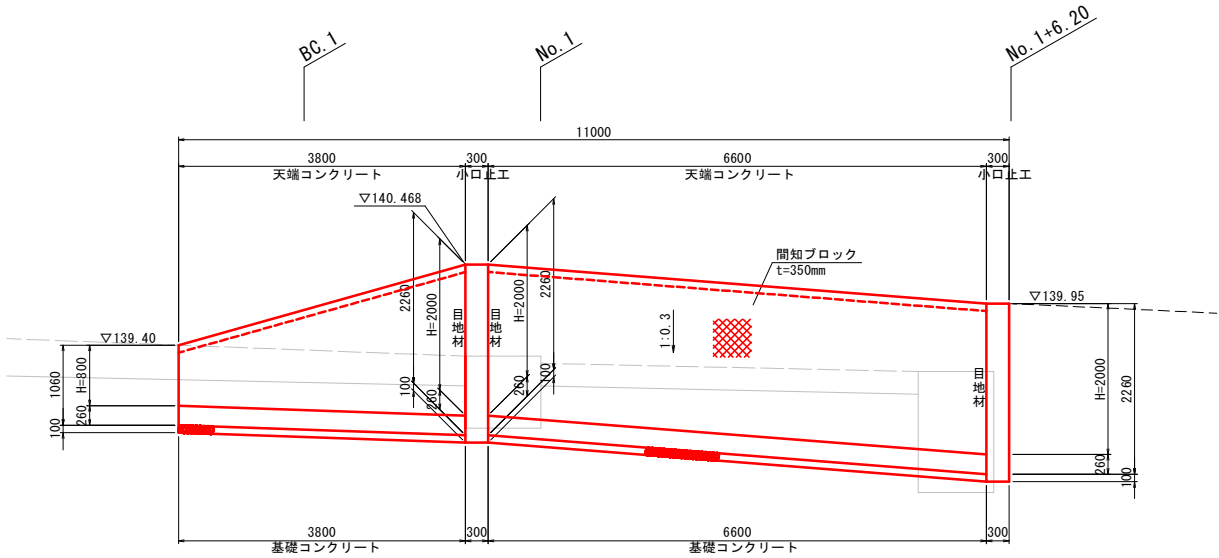 BC.1
No.1
No.1+6.20
11000
3800
300
6600
300
天端コンクリート
小口止工
天端コンクリート
小口止工
▽140.468
間知ブロック
t=350mm
▽139.95
▽139.40
2260
H=2000
目地材
目地材
H=2000
2260
1:0.3
目地材
1060
H=800
260
100
100
260
260
100
H=2000
2260
260
100
3800
300
6600
300
基礎コンクリート
基礎コンクリート